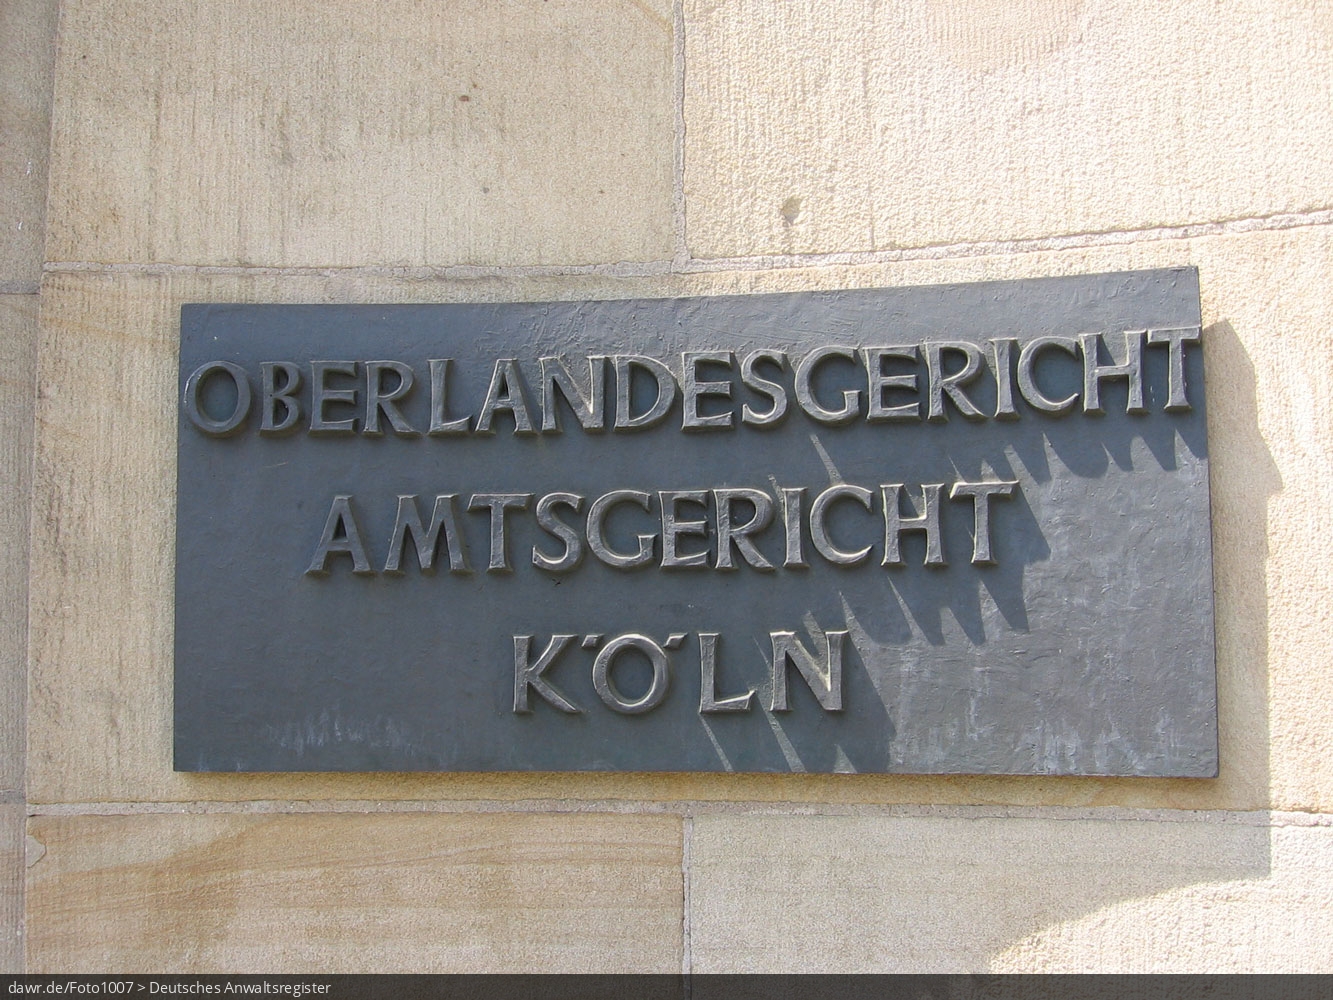 OBERLANDESGERICHT
AMTSGERICHT
KÖLN
dawr.de/Foto1007 > Deutsches Anwaltsregister